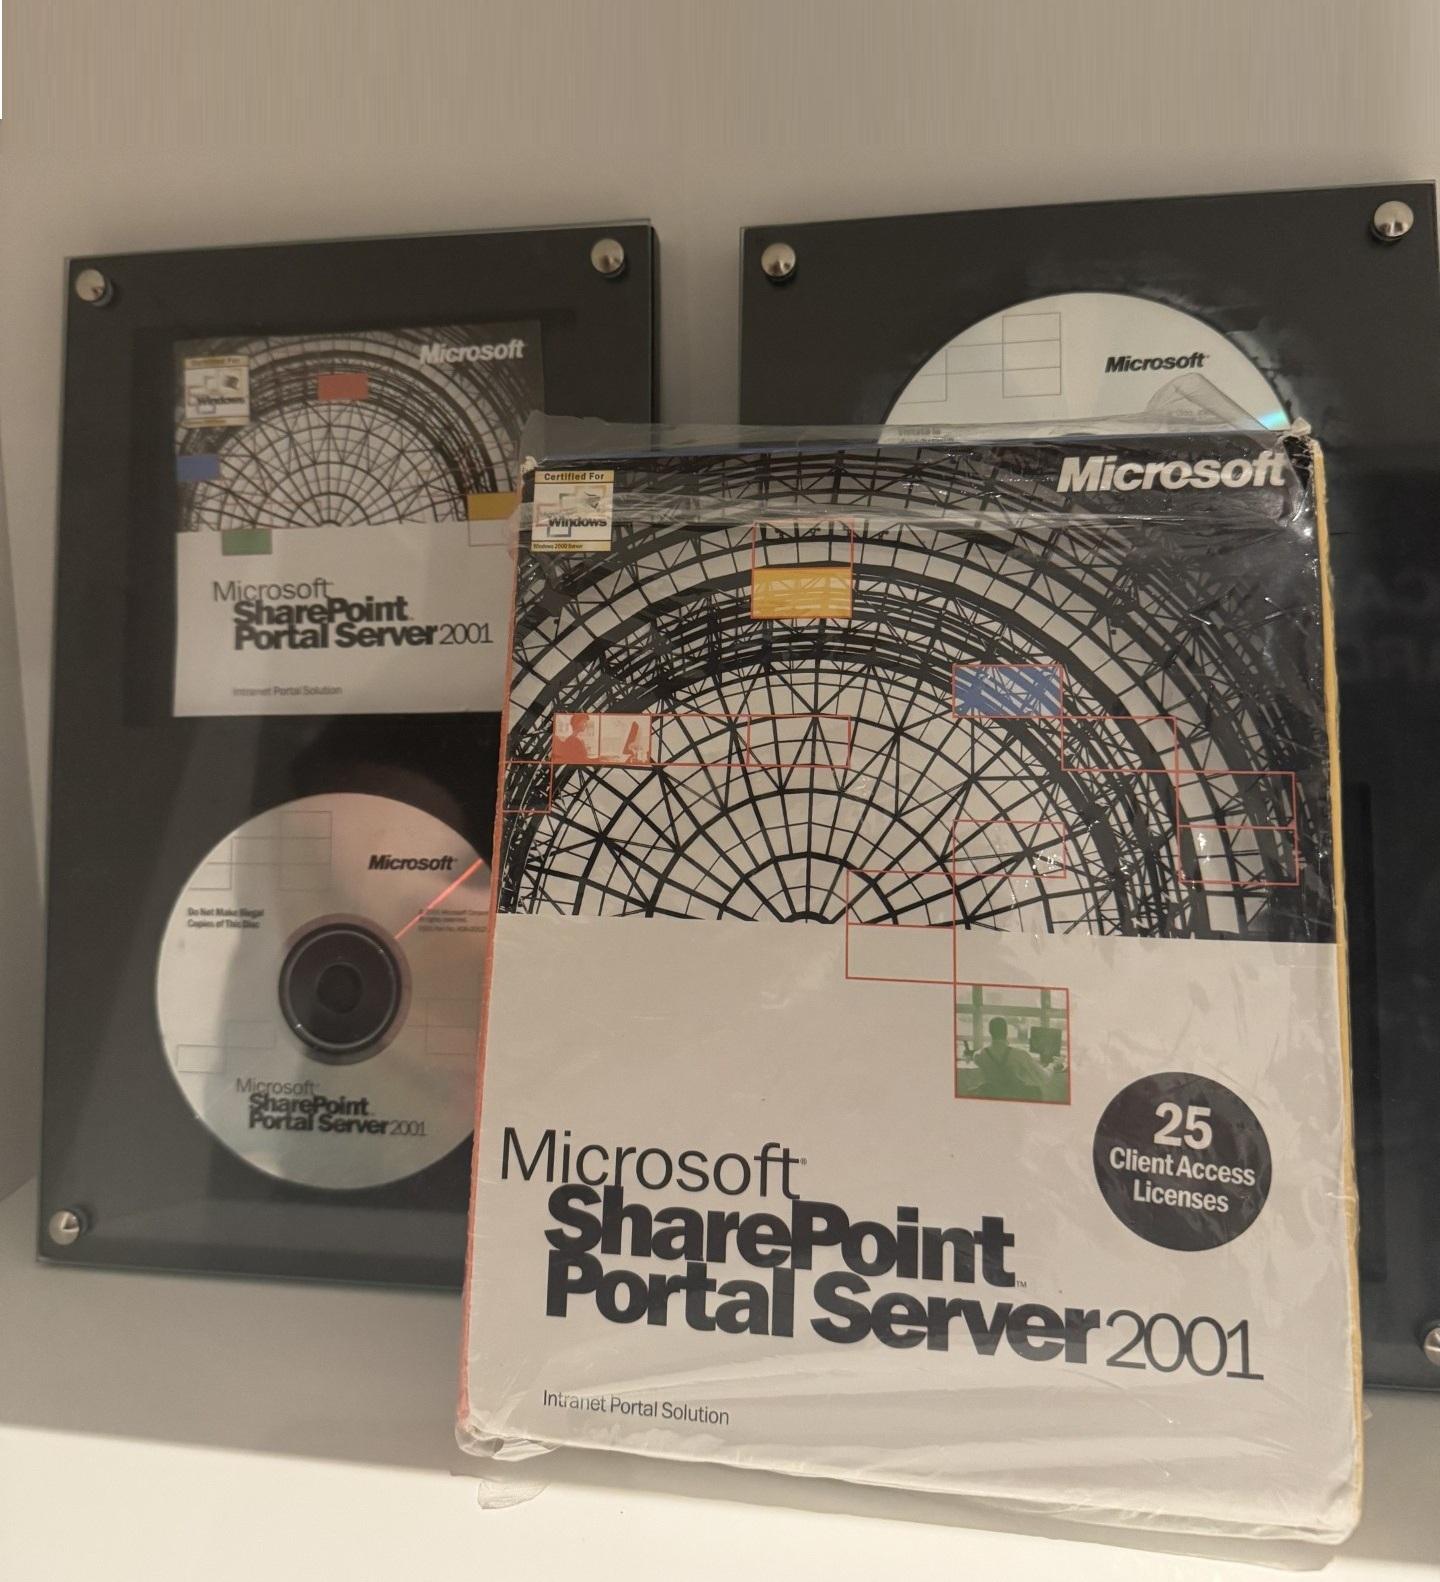 Microsoft
Certified For
Windows
Microsoft
SharePoint™
Portal Server 2001
Intranet Portal Solution
Microsoft
Do Not Make Illegal
Copies of This Disc
Microsoft
SharePoint
Portal Server 2001
Microsoft
Microsoft
Certified For
Windows
Windows 2000 Server
25
Client Access
Licenses
Microsoft®
SharePoint™
Portal Server 2001
Intranet Portal Solution